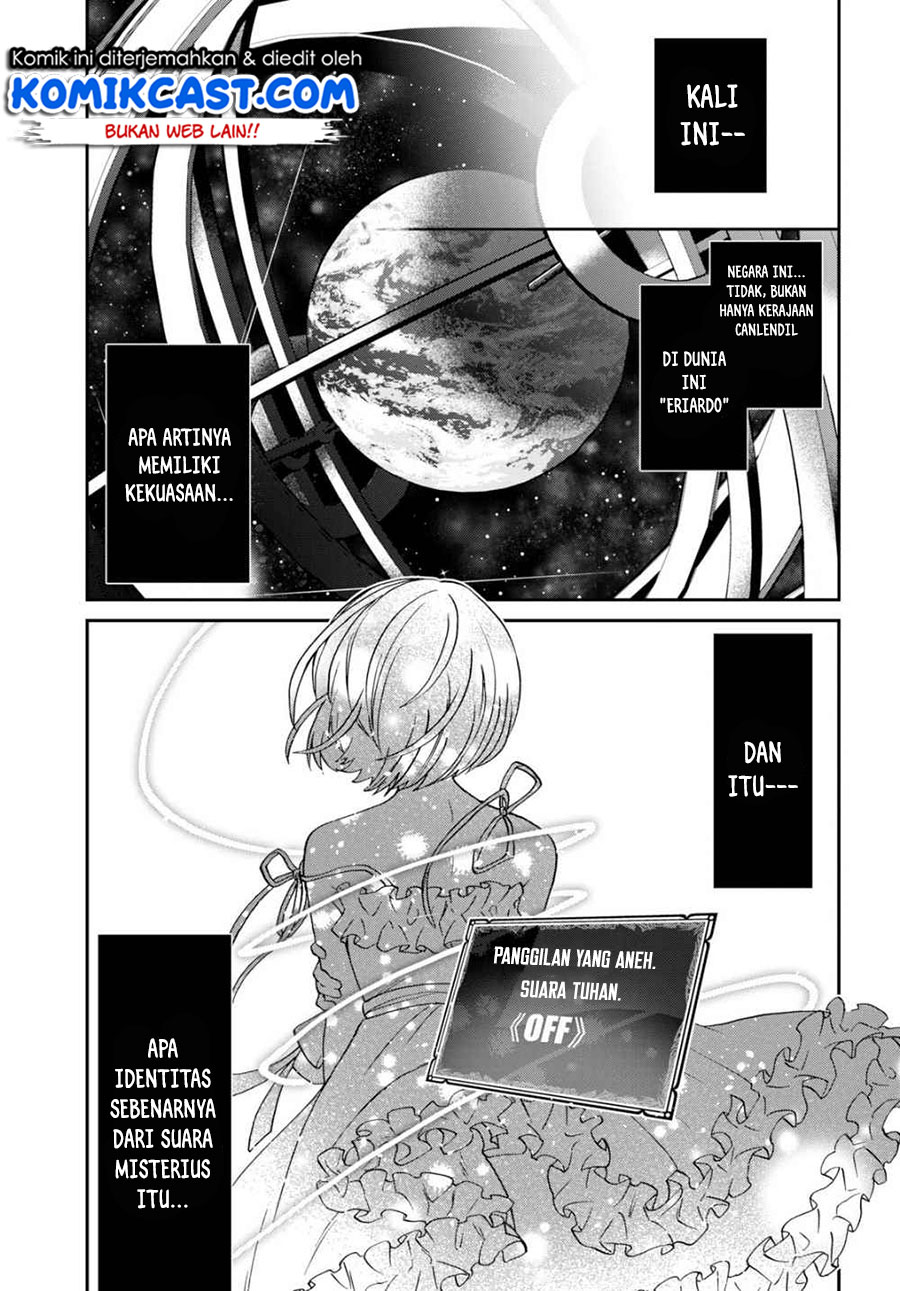 Komik ini diterjemahkan & diedit oleh
KOMIKCAST.COM
BUKAN WEB LAIN!!
KALI
INI--
NEGARA INI...
TIDAK, BUKAN
HANYA KERAJAAN
CANLENDIL
DI DUNIA
INI
"ERIARDO"
APA ARTINYA
MEMILIKI
KEKUASAAN...
DAN
ITU---
PANGGILAN YANG ANEH.
SUARA TUHAN.
《OFF》
APA
IDENTITAS
SEBENARNYA
DARI SUARA
MISTERIUS
ITU...